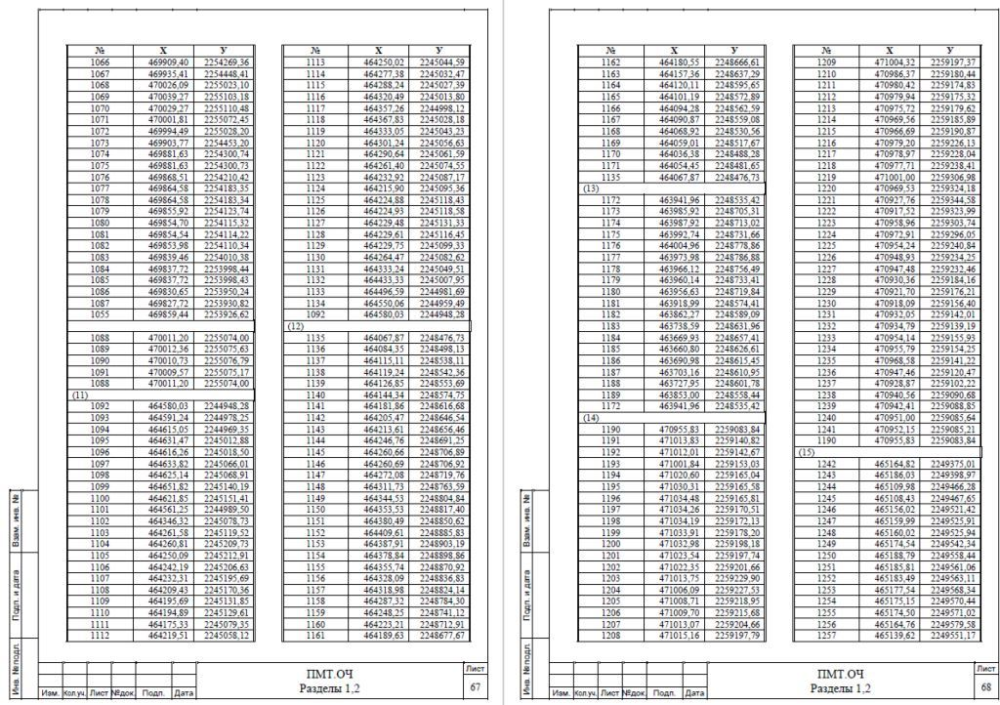 № X У
1066 469909,40 2254269,36
1067 469935,41 2254448,41
1068 470026,09 2255023,10
1069 470039,27 2255103,18
1070 470029,27 2255110,48
1071 470001,81 2255072,45
1072 469994,49 2255028,20
1073 469903,77 2254453,20
1074 469881,63 2254300,74
1075 469881,63 2254300,73
1076 469868,51 2254210,42
1077 469864,58 2254183,35
1078 469864,58 2254183,34
1079 469855,92 2254123,74
1080 469854,70 2254115,32
1081 469854,54 2254114,22
1082 469853,98 2254110,34
1083 469839,46 2254010,38
1084 469837,72 2253998,44
1085 469837,72 2253998,43
1086 469830,65 2253950,24
1087 469827,72 2253930,82
1055 469859,44 2253926,62
1088 470011,20 2255074,00
1089 470012,36 2255075,63
1090 470010,73 2255076,79
1091 470009,57 2255075,17
1088 470011,20 2255074,00
(11)
1092 464580,03 2244948,28
1093 464591,24 2244978,25
1094 464615,05 2244969,35
1095 464631,47 2245012,88
1096 464616,26 2245018,50
1097 464633,82 2245066,01
1098 464625,14 2245068,91
1099 464651,82 2245140,19
1100 464621,85 2245151,41
1101 464561,25 2244989,50
1102 464346,32 2245078,73
1103 464261,58 2245119,52
1104 464260,81 2245209,73
1105 464250,09 2245212,91
1106 464242,19 2245206,63
1107 464232,31 2245195,69
1108 464209,43 2245170,36
1109 464195,69 2245131,85
1110 464194,89 2245129,61
1111 464175,33 2245079,35
1112 464219,51 2245058,12
№ X У
1113 464250,02 2245044,59
1114 464277,38 2245032,47
1115 464288,24 2245027,39
1116 464320,49 2245013,80
1117 464357,26 2244998,12
1118 464367,83 2245028,18
1119 464333,05 2245043,23
1120 464301,24 2245056,63
1121 464290,64 2245061,59
1122 464261,40 2245074,55
1123 464232,92 2245087,17
1124 464215,90 2245095,36
1125 464224,88 2245118,43
1126 464224,93 2245118,58
1127 464229,48 2245131,33
1128 464229,61 2245116,45
1129 464229,75 2245099,33
1130 464264,47 2245082,62
1131 464333,24 2245049,51
1132 464433,33 2245007,95
1133 464496,59 2244981,69
1134 464550,06 2244959,49
1092 464580,03 2244948,28
(12)
1135 464067,87 2248476,73
1136 464084,35 2248498,13
1137 464115,11 2248538,11
1138 464119,24 2248542,36
1139 464126,85 2248553,69
1140 464144,34 2248574,75
1141 464181,86 2248616,68
1142 464205,47 2248646,54
1143 464213,61 2248656,46
1144 464246,76 2248691,25
1145 464260,66 2248706,89
1146 464260,69 2248706,92
1147 464272,08 2248719,76
1148 464311,73 2248763,59
1149 464344,53 2248804,84
1150 464353,53 2248817,40
1151 464380,49 2248850,62
1152 464409,61 2248885,83
1153 464387,91 2248903,19
1154 464378,84 2248898,86
1155 464355,74 2248870,92
1156 464328,09 2248836,83
1157 464318,98 2248824,14
1158 464287,32 2248784,30
1159 464248,25 2248741,12
1160 464223,21 2248712,91
1161 464189,63 2248677,67
Взам. инв. №
Подп. и дата
Инв. №подл.
Изм. Кол.уч. Лист №док. Подп. Дата
ПМТ.ОЧ
Разделы 1,2
Лист
67
№ X У
1162 464180,55 2248666,61
1163 464157,36 2248637,29
1164 464120,11 2248595,65
1165 464101,19 2248572,89
1166 464094,28 2248562,59
1167 464090,87 2248559,08
1168 464068,92 2248530,56
1169 464059,01 2248517,67
1170 464036,38 2248488,28
1171 464054,45 2248481,65
1135 464067,87 2248476,73
(13)
1172 463941,96 2248535,42
1173 463985,92 2248705,31
1174 463987,92 2248713,02
1175 463992,74 2248731,66
1176 464004,96 2248778,86
1177 463973,98 2248786,88
1178 463966,12 2248756,49
1179 463960,14 2248733,41
1180 463956,63 2248719,84
1181 463918,99 2248574,41
1182 463862,27 2248589,09
1183 463738,59 2248631,96
1184 463669,93 2248657,41
1185 463660,80 2248626,61
1186 463690,98 2248615,45
1187 463703,16 2248610,95
1188 463727,95 2248601,78
1189 463853,00 2248558,44
1172 463941,96 2248535,42
(14)
1190 470955,83 2259083,84
1191 471013,83 2259140,82
1192 471012,01 2259142,67
1193 471001,84 2259153,03
1194 471020,60 2259165,04
1195 471030,31 2259165,58
1196 471034,48 2259165,81
1197 471034,26 2259170,51
1198 471034,19 2259172,13
1199 471033,91 2259178,20
1200 471032,98 2259198,18
1201 471023,54 2259197,74
1202 471022,35 2259201,66
1203 471013,75 2259229,90
1204 471006,09 2259227,53
1205 471008,71 2259218,95
1206 471009,70 2259215,68
1207 471013,07 2259204,66
1208 471015,16 2259197,79
№ X У
1209 471004,32 2259197,37
1210 470986,37 2259180,44
1211 470980,42 2259174,83
1212 470979,94 2259175,32
1213 470975,72 2259179,62
1214 470969,56 2259185,89
1215 470966,69 2259190,87
1216 470979,20 2259226,13
1217 470978,97 2259228,04
1218 470977,71 2259238,41
1219 471001,00 2259306,98
1220 470969,53 2259324,18
1221 470927,76 2259344,58
1222 470917,52 2259323,99
1223 470958,96 2259303,74
1224 470972,91 2259296,05
1225 470954,24 2259240,84
1226 470948,93 2259234,25
1227 470947,48 2259232,46
1228 470930,36 2259184,16
1229 470921,70 2259176,21
1230 470918,09 2259156,40
1231 470932,05 2259142,01
1232 470934,79 2259139,19
1233 470954,14 2259155,93
1234 470955,79 2259154,25
1235 470968,58 2259141,22
1236 470947,46 2259120,47
1237 470928,87 2259102,22
1238 470940,56 2259090,68
1239 470942,41 2259088,85
1240 470951,00 2259085,64
1241 470952,15 2259085,21
1190 470955,83 2259083,84
(15)
1242 465164,82 2249375,01
1243 465186,03 2249398,97
1244 465109,98 2249466,28
1245 465108,43 2249467,65
1246 465156,02 2249521,42
1247 465159,99 2249525,91
1248 465160,02 2249525,94
1249 465174,54 2249542,34
1250 465188,79 2249558,44
1251 465185,81 2249561,06
1252 465183,49 2249563,11
1253 465177,54 2249568,34
1254 465175,15 2249570,44
1255 465174,50 2249571,02
1256 465164,76 2249579,58
1257 465139,62 2249551,17
Взам. инв. №
Подп. и дата
Инв. №подл.
Изм. Кол.уч. Лист №док. Подп. Дата
ПМТ.ОЧ
Разделы 1,2
Лист
68